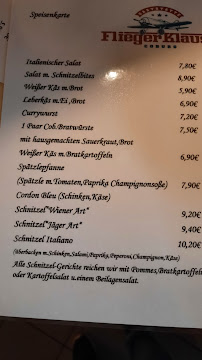 Speisenkarte
Flieger Klaus
COBURG
Italienischer Salat 7,80€
Salat m. Schnitzelbites 8,90€
Weißer Käs m.Brot 5,90€
Leberkäs m.Ei ,Brot 6,90€
Currywurst 7,20€
1 Paar Cob.Bratwürste 7,50€
mit hausgemachten Sauerkraut,Brot
Weißer Käs m.Bratkartoffeln 6,90€
Spätzlepfanne
(Spätzle m.Tomaten,Paprika Champignonsoße) 7,90€
Cordon Bleu (Schinken,Käse)
Schnitzel"Wiener Art" 9,20€
Schnitzel"Jäger Art" 9,40€
Schnitzel Italiano 10,20€
(überbacken m.Schinken,Salami,Paprika,Peperoni,Champignon,Käse)
Alle Schnitzel-Gerichte reichen wir mit Pommes,Bratkartoffeln
oder Kartoffelsalat u.einem Beilagensalat.